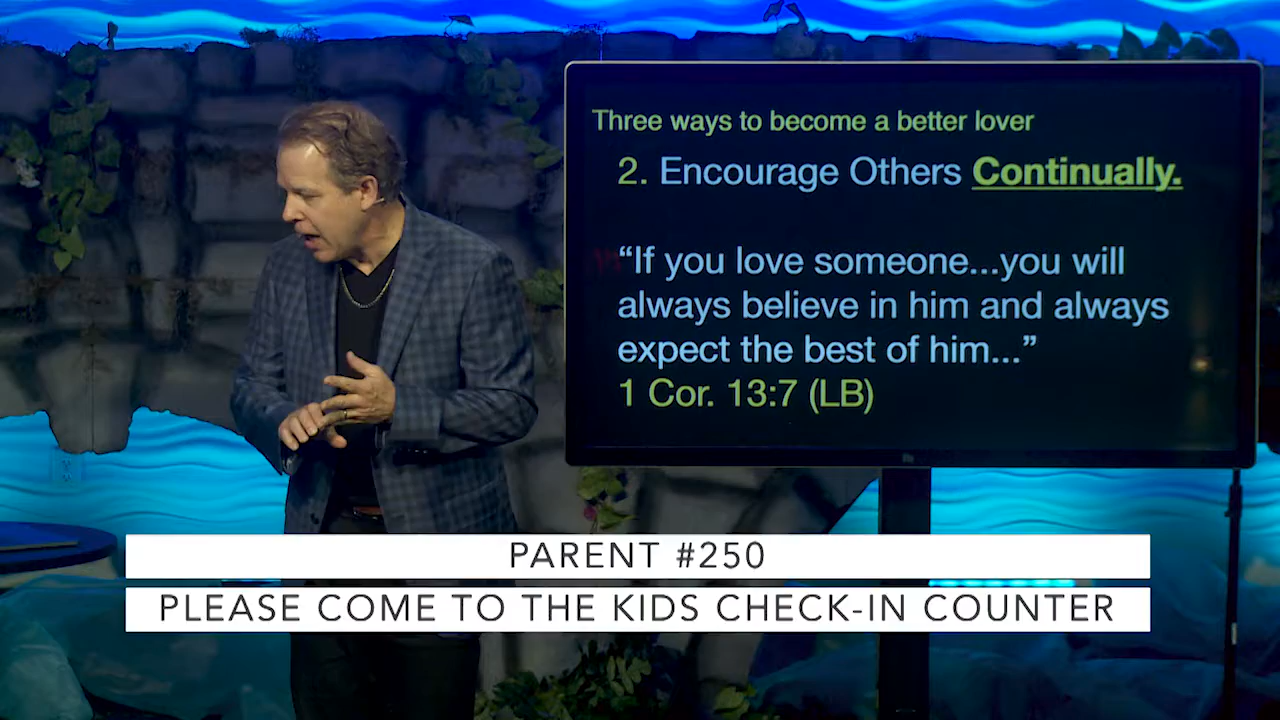 Three ways to become a better lover
2. Encourage Others Continually.
“If you love someone...you will
always believe in him and always
expect the best of him...”
1 Cor. 13:7 (LB)
PARENT #250
PLEASE COME TO THE KIDS CHECK-IN COUNTER